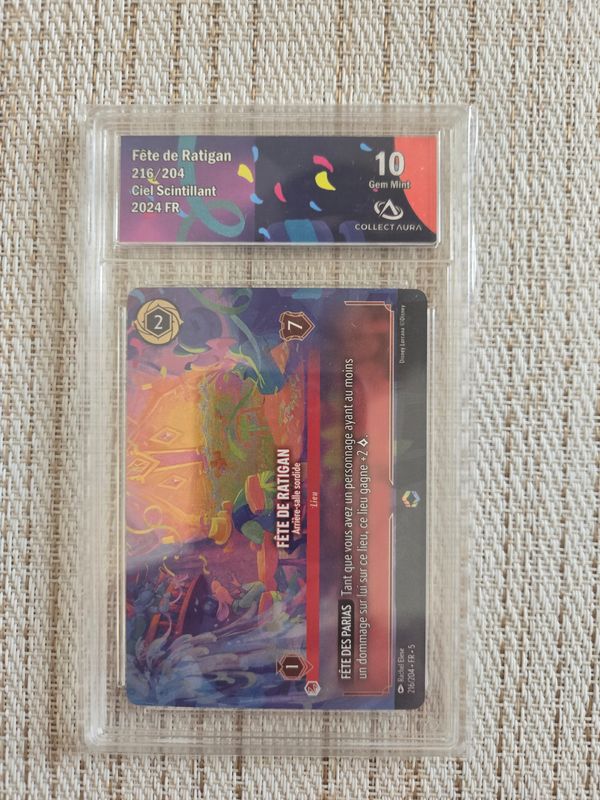 Fête de Ratigan
216/204
Ciel Scintillant
2024 FR
10
Gem Mint
COLLECT AURA
2
7
1
FÊTE DE RATIGAN
Arrière-salle sordide
Lieu
FÊTE DES PARIAS Tant que vous avez un personnage ayant au moins
un dommage sur lui sur ce lieu, ce lieu gagne +2
Rachel Elese
216/204 • FR • 5
Disney Lorcana ©Disney